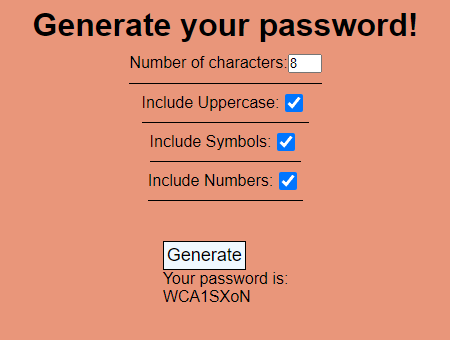 Generate your password!
Number of characters: 8
Include Uppercase:
Include Symbols:
Include Numbers:
Generate
Your password is:
WCA1SXoN